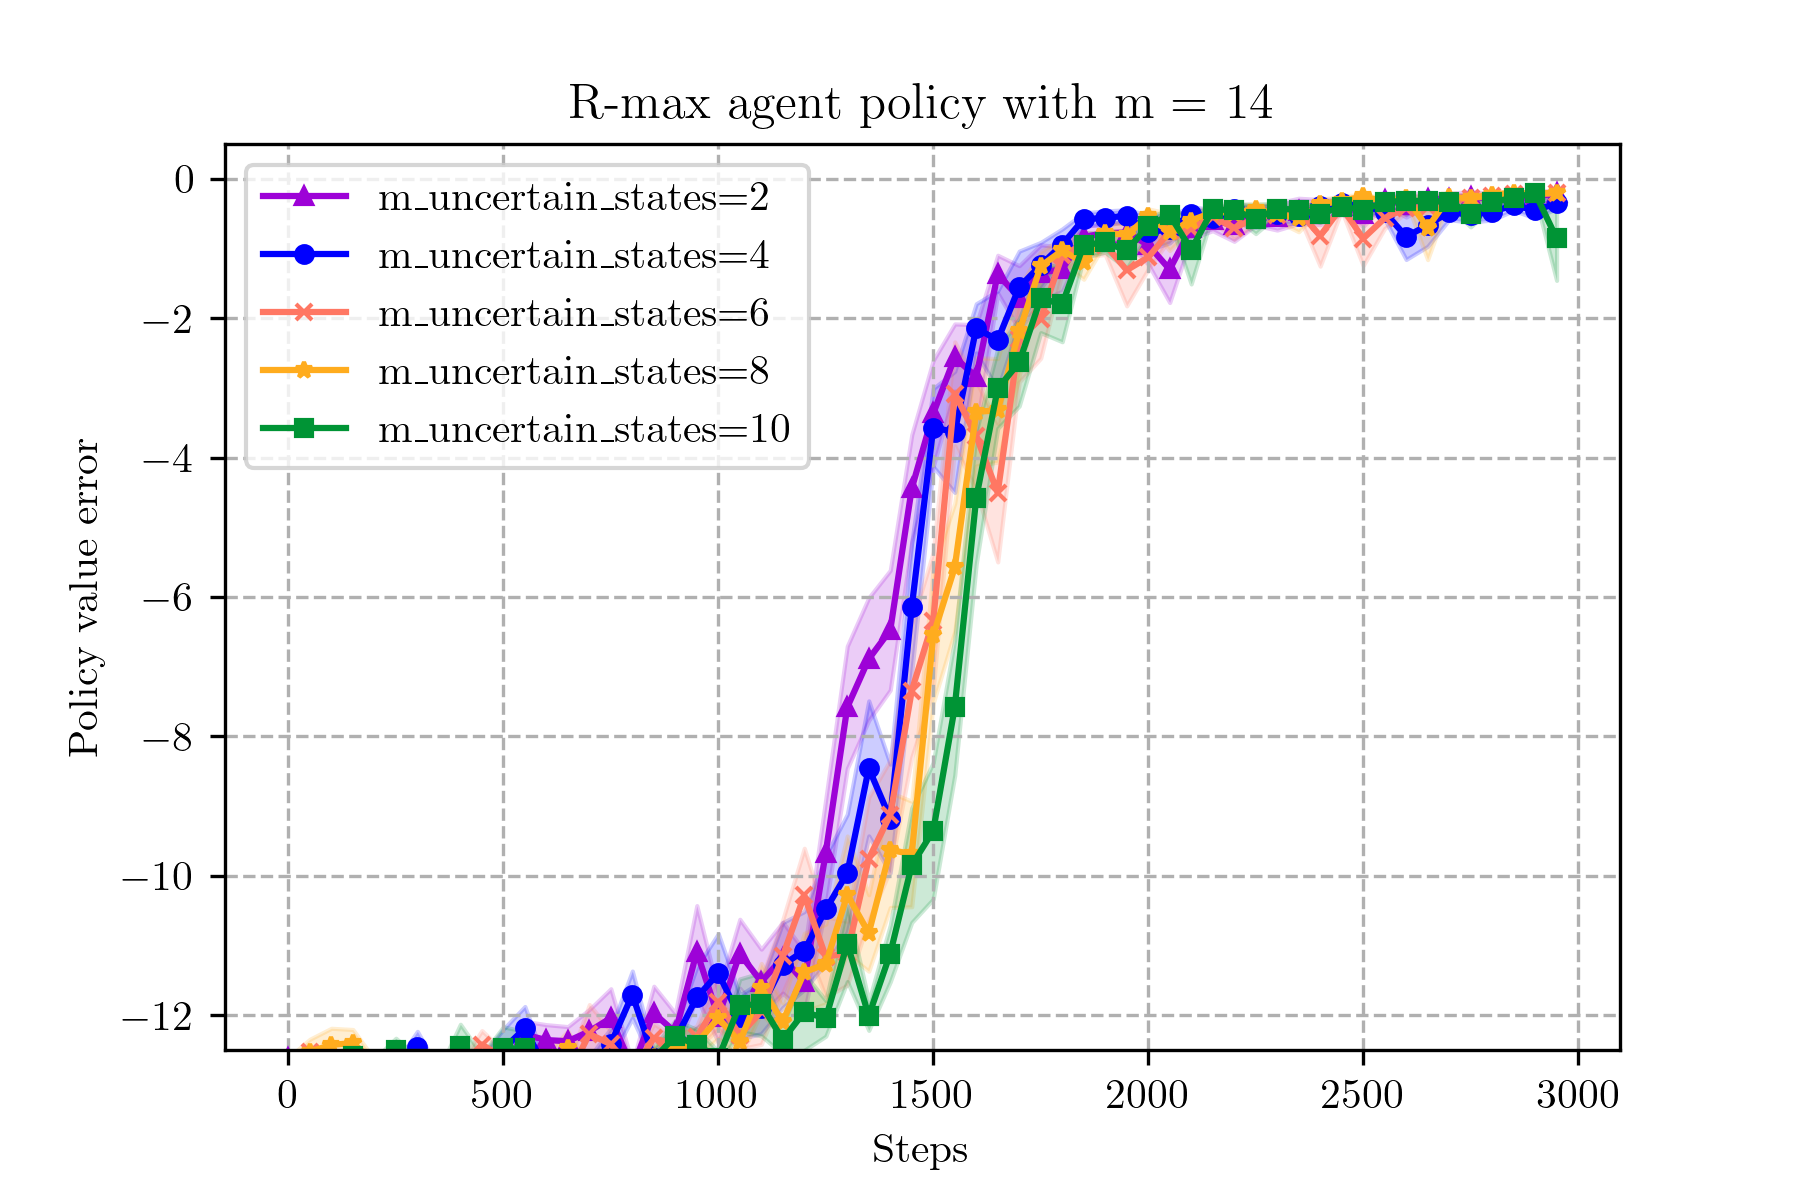 R-max agent policy with m = 14
m_uncertain_states=2
m_uncertain_states=4
m_uncertain_states=6
m_uncertain_states=8
m_uncertain_states=10
Policy value error
0
−2
−4
−6
−8
−10
−12
0 500 1000 1500 2000 2500 3000
Steps